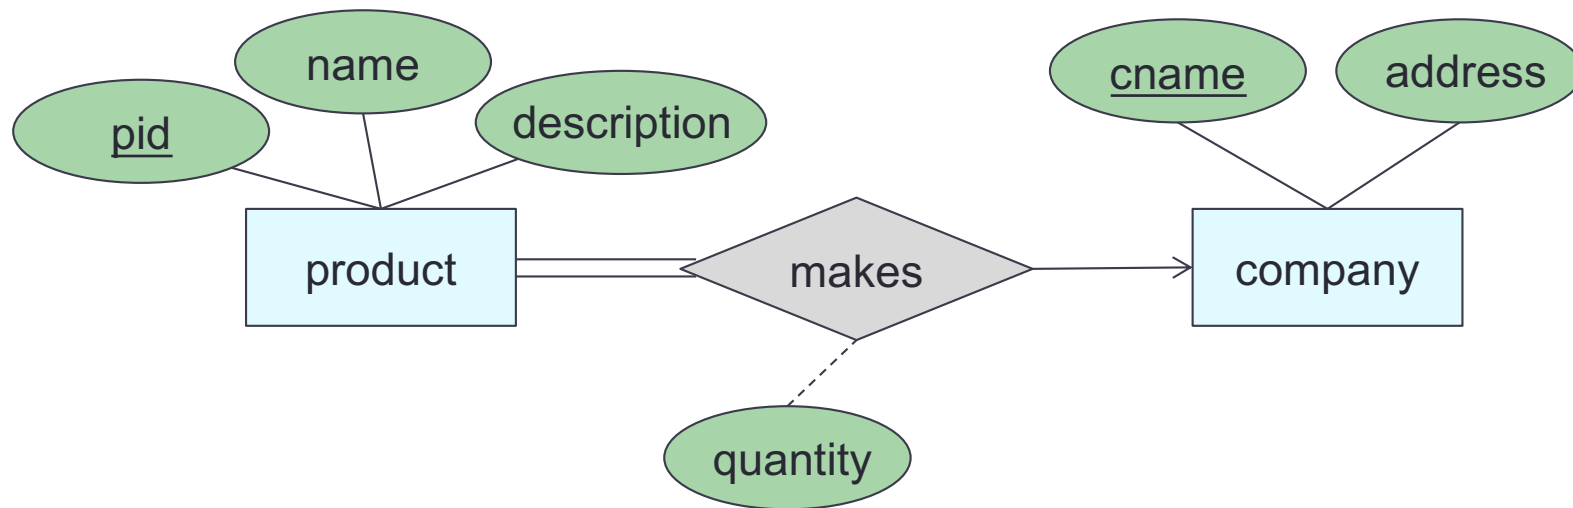 name
pid
description
cname
address
product
makes
company
quantity